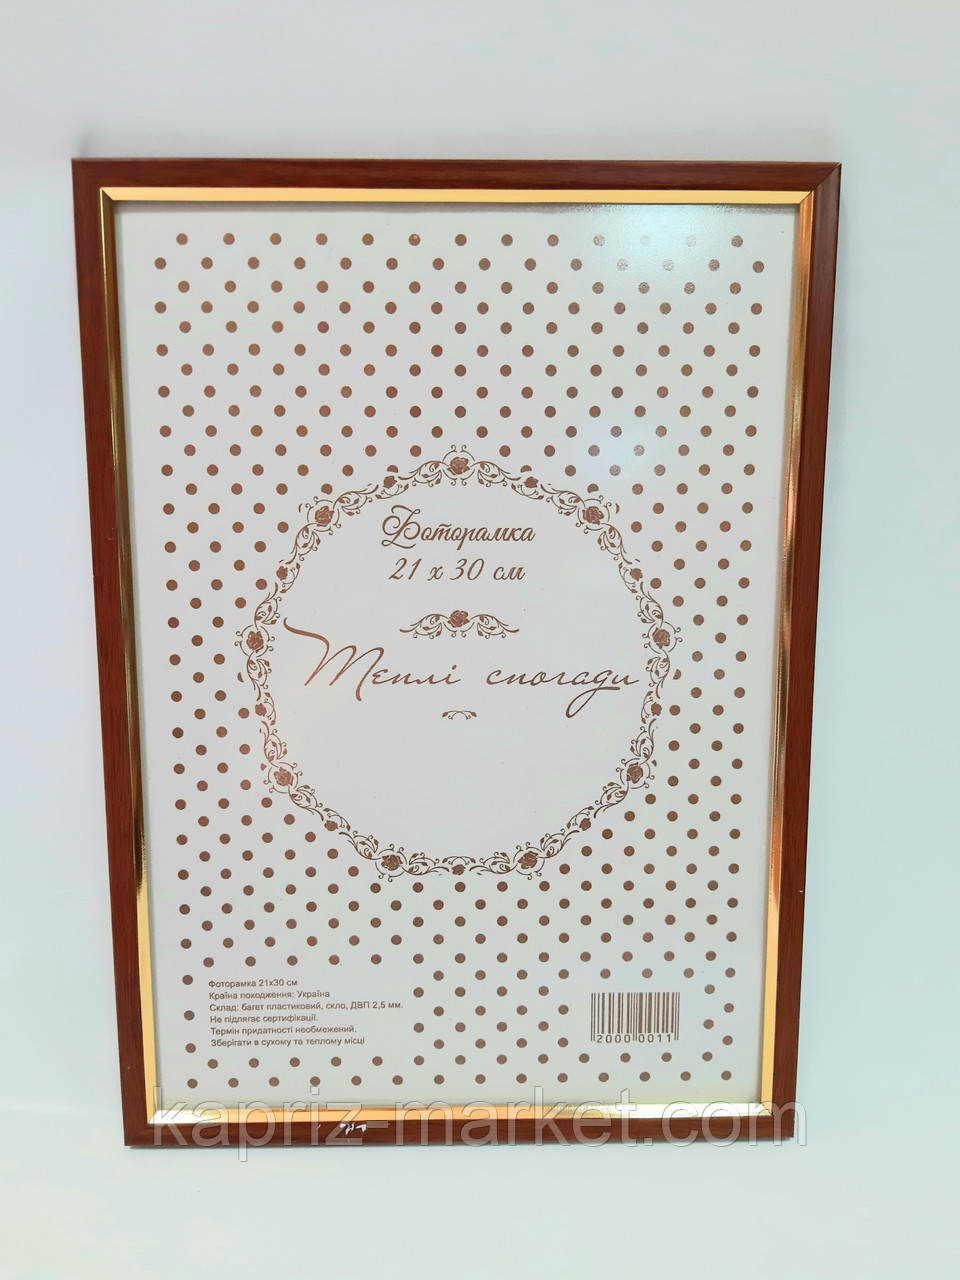 Фоторамка
21 х 30 см
Теплі спогади
Фоторамка 21х30 см
Країна походження: Україна
Склад: багет пластиковий, скло, ДВП 2,5 мм.
Не підлягає сертифікації.
Термін придатності необмежений.
Зберігати в сухому та теплому місці
2000 0011
kapriz-market.com